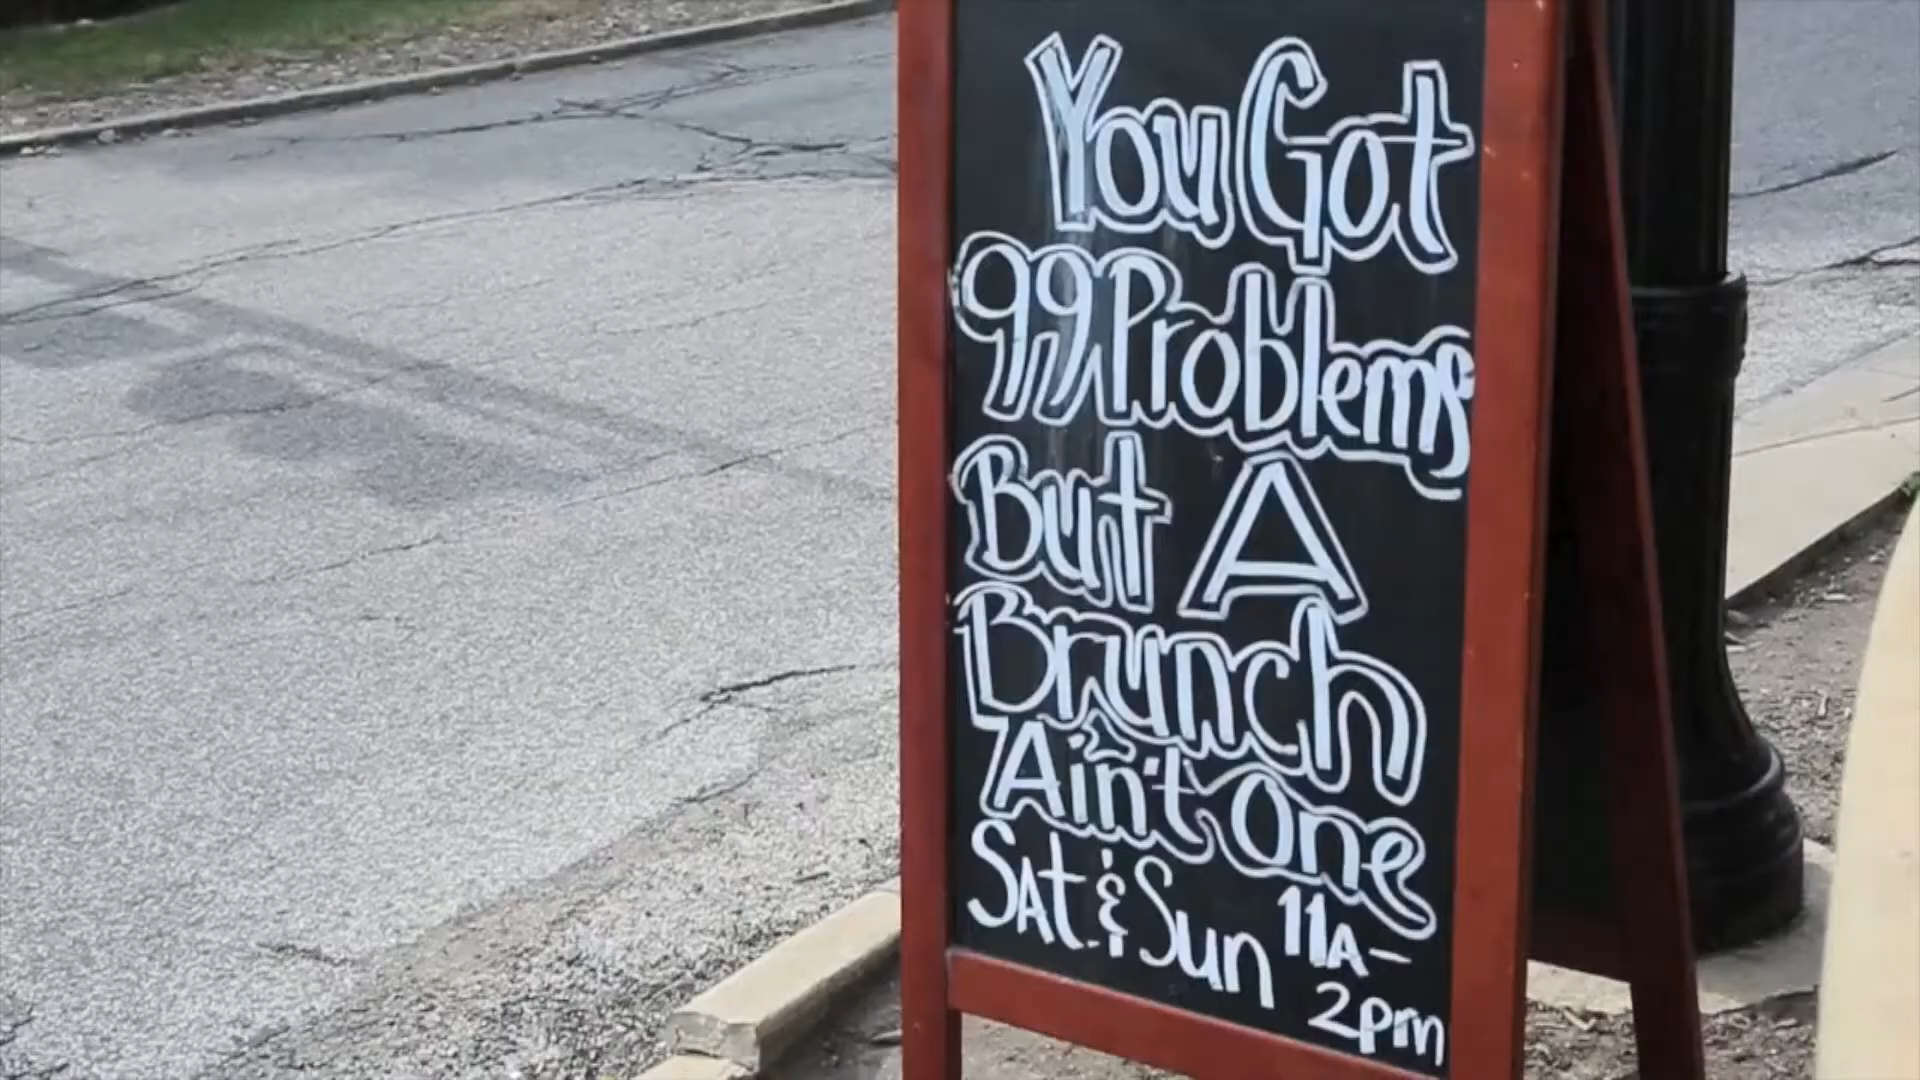 You Got
99 Problems
But A
Brunch
Ain't One
Sat & Sun 11A-
2pm